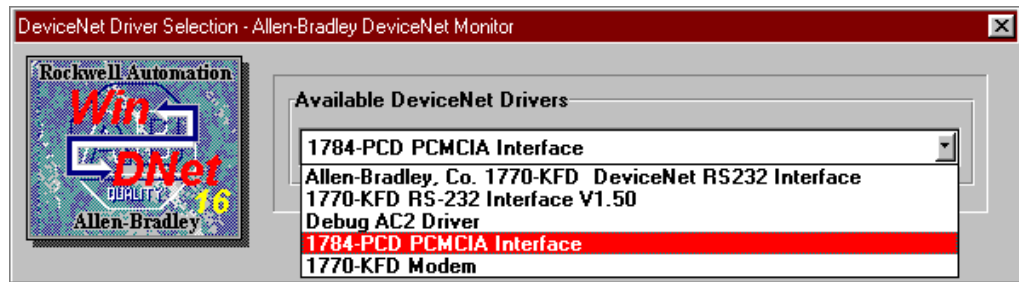 DeviceNet Driver Selection - Allen-Bradley DeviceNet Monitor
Rockwell Automation
Win
DNet
QUALITY
16
Allen-Bradley
Available DeviceNet Drivers
1784-PCD PCMCIA Interface
Allen-Bradley, Co. 1770-KFD  DeviceNet RS232 Interface
1770-KFD RS-232 Interface V1.50
Debug AC2 Driver
1784-PCD PCMCIA Interface
1770-KFD Modem